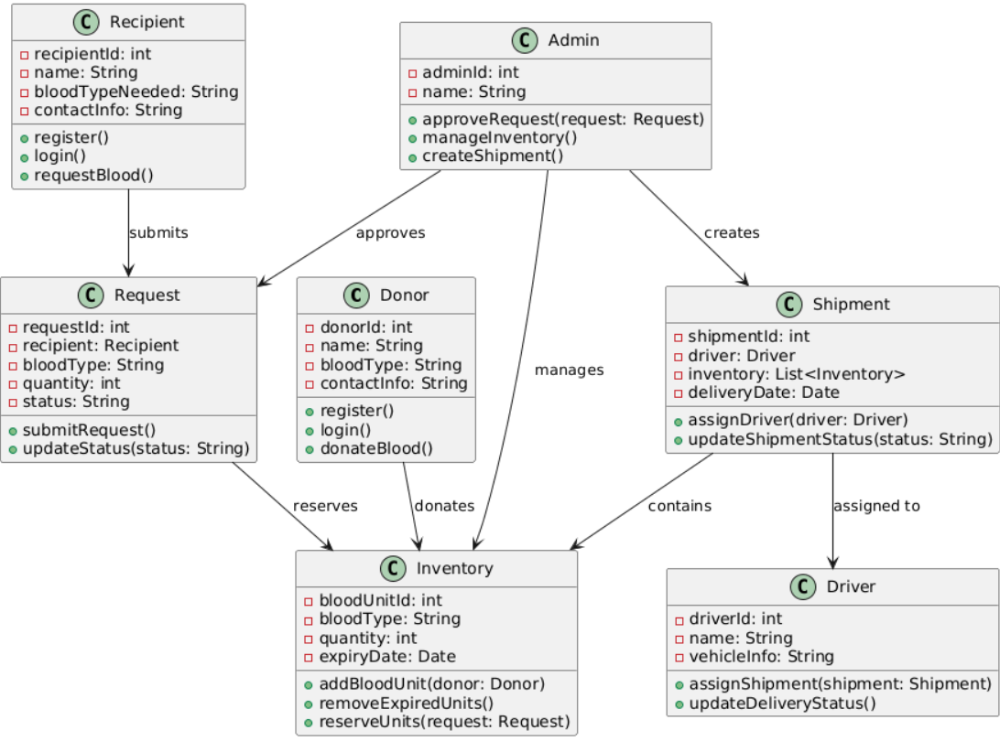 C Recipient
recipientId: int
name: String
bloodTypeNeeded: String
contactInfo: String
register()
login()
requestBlood()
C Admin
adminId: int
name: String
approveRequest(request: Request)
manageInventory()
createShipment()
submits
approves
creates
C Request
requestId: int
recipient: Recipient
bloodType: String
quantity: int
status: String
submitRequest()
updateStatus(status: String)
C Donor
donorId: int
name: String
bloodType: String
contactInfo: String
register()
login()
donateBlood()
manages
C Shipment
shipmentId: int
driver: Driver
inventory: List<Inventory>
deliveryDate: Date
assignDriver(driver: Driver)
updateShipmentStatus(status: String)
reserves
donates
contains
assigned to
C Inventory
bloodUnitId: int
bloodType: String
quantity: int
expiryDate: Date
addBloodUnit(donor: Donor)
removeExpiredUnits()
reserveUnits(request: Request)
C Driver
driverId: int
name: String
vehicleInfo: String
assignShipment(shipment: Shipment)
updateDeliveryStatus()